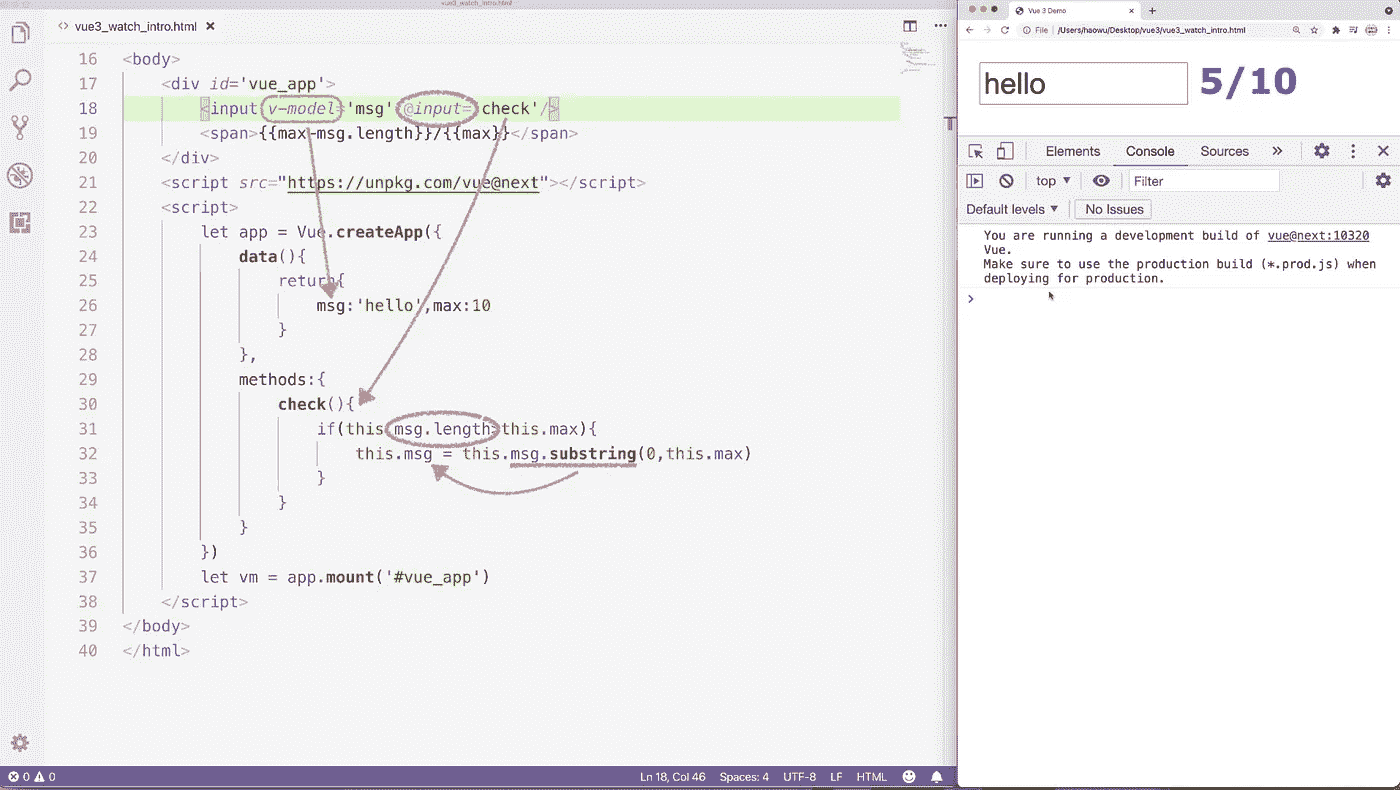 vue3_watch_intro.html
vue3_watch_intro.html
16 <body>
17 <div id='vue_app'>
18 <input v-model='msg' @input='check'/>
19 <span>{{max-msg.length}}/{{max}}</span>
20 </div>
21 <script src="https://unpkg.com/vue@next"></script>
22 <script>
23 let app = Vue.createApp({
24 data(){
25 return{
26 msg:'hello',max:10
27 }
28 },
29 methods:{
30 check(){
31 if(this.msg.length>this.max){
32 this.msg = this.msg.substring(0,this.max)
33 }
34 }
35 }
36 })
37 let vm = app.mount('#vue_app')
38 </script>
39 </body>
40 </html>
0 0 Ln 18, Col 46 Spaces: 4 UTF-8 LF HTML
Vue 3 Demo
File /Users/haowu/Desktop/vue3/vue3_watch_intro.html
hello 5/10
Elements Console Sources
top Filter
Default levels No Issues
You are running a development build of vue@next:10320
Vue.
Make sure to use the production build (*.prod.js) when
deploying for production.